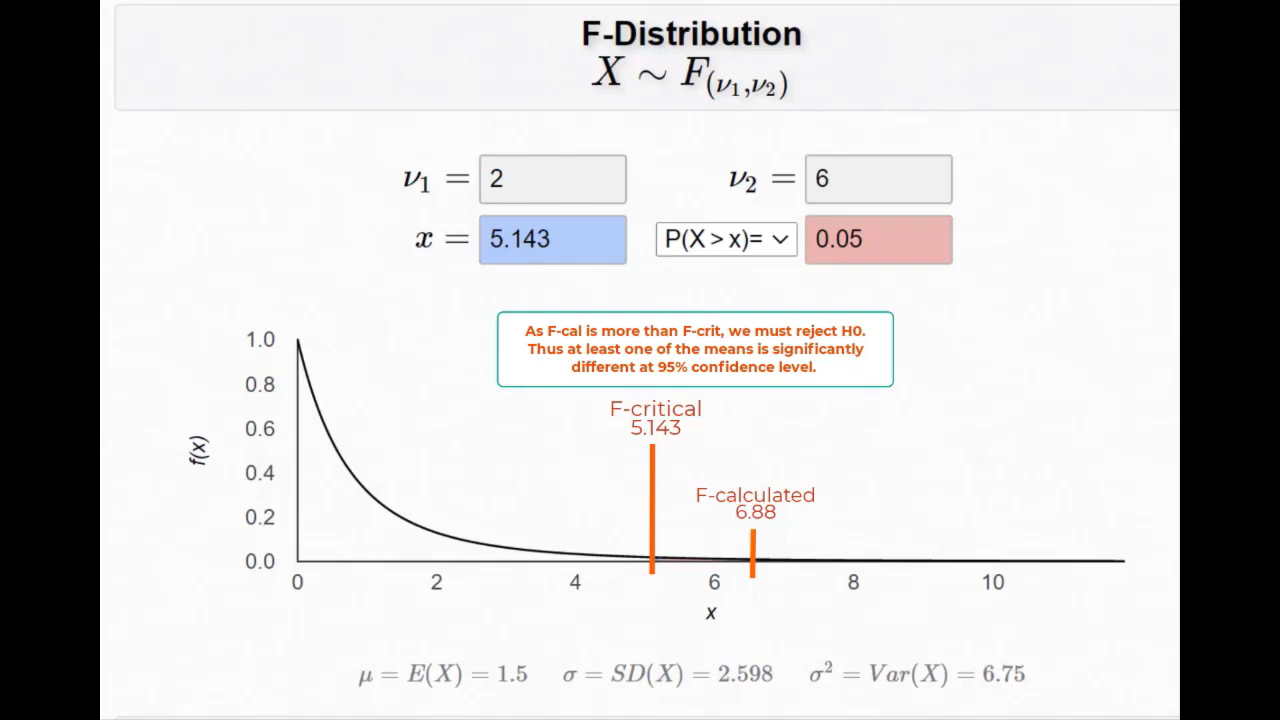 F-Distribution
X ∼ F(ν1,ν2)
ν1 = 2 ν2 = 6
x = 5.143 P(X > x)= 0.05
As F-cal is more than F-crit, we must reject H0.
Thus at least one of the means is significantly
different at 95% confidence level.
F-critical
5.143
F-calculated
6.88
f(x)
1.0
0.8
0.6
0.4
0.2
0.0
0 2 4 6 8 10
x
μ = E(X) = 1.5 σ = SD(X) = 2.598 σ² = Var(X) = 6.75